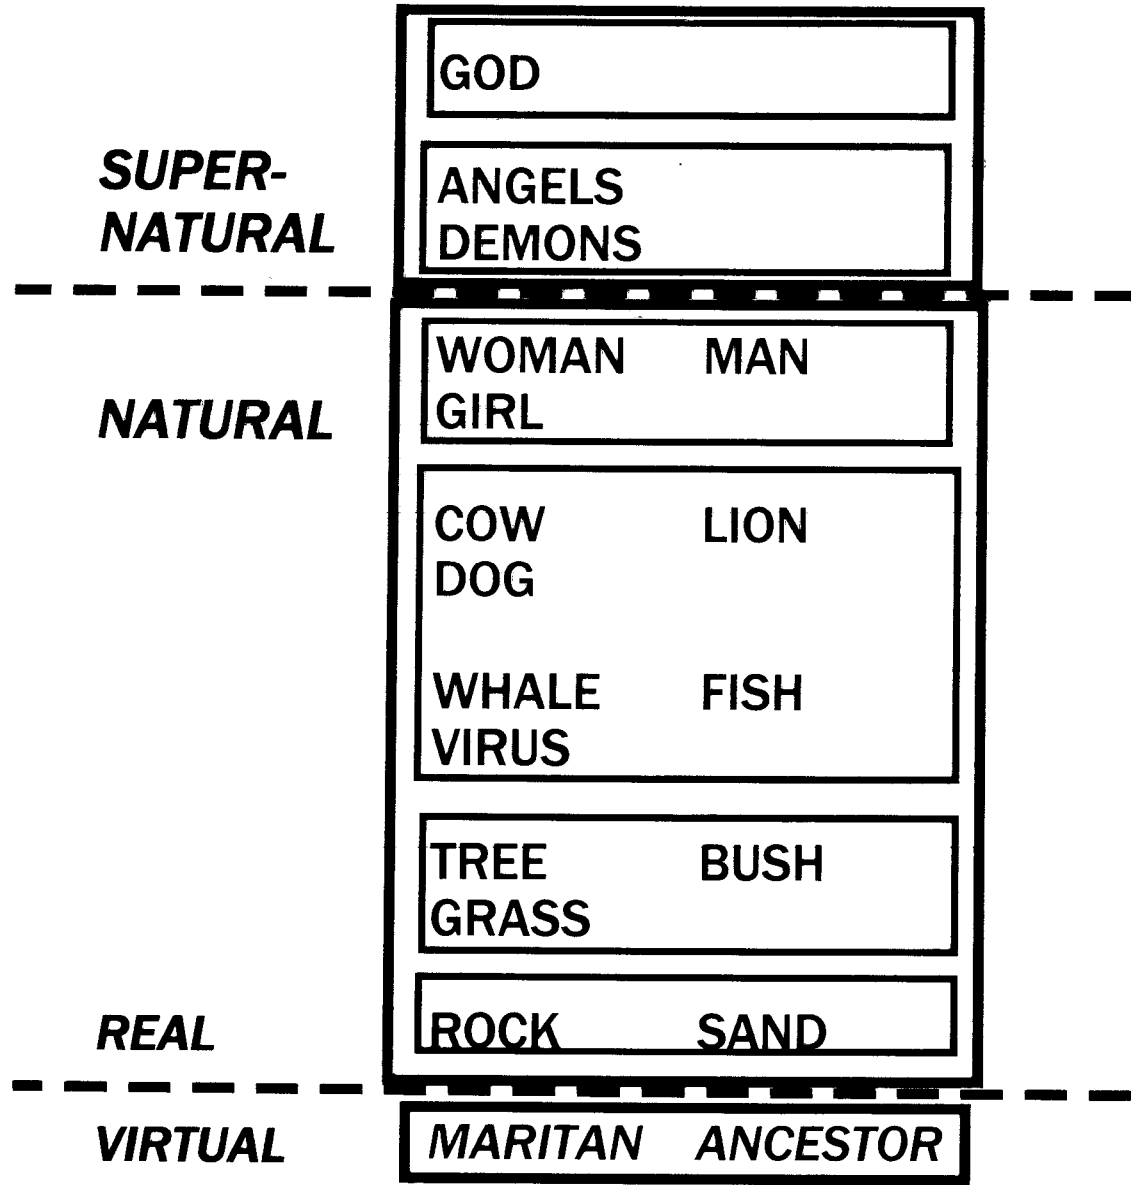 GOD
SUPER-
NATURAL
ANGELS
DEMONS
NATURAL
WOMAN MAN
GIRL
COW LION
DOG
WHALE FISH
VIRUS
TREE BUSH
GRASS
REAL
ROCK SAND
VIRTUAL
MARITAN ANCESTOR